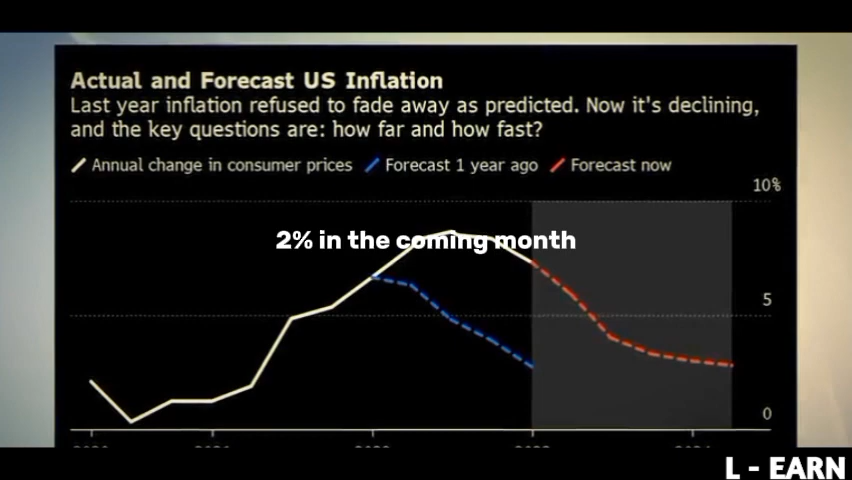 Actual and Forecast US Inflation
Last year inflation refused to fade away as predicted. Now it's declining,
and the key questions are: how far and how fast?
Annual change in consumer prices Forecast 1 year ago Forecast now
10%
2% in the coming month
5
0
L - EARN